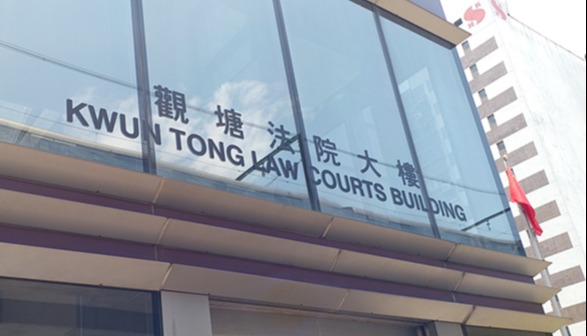 觀塘法院大樓
KWUN TONG LAW COURTS BUILDING